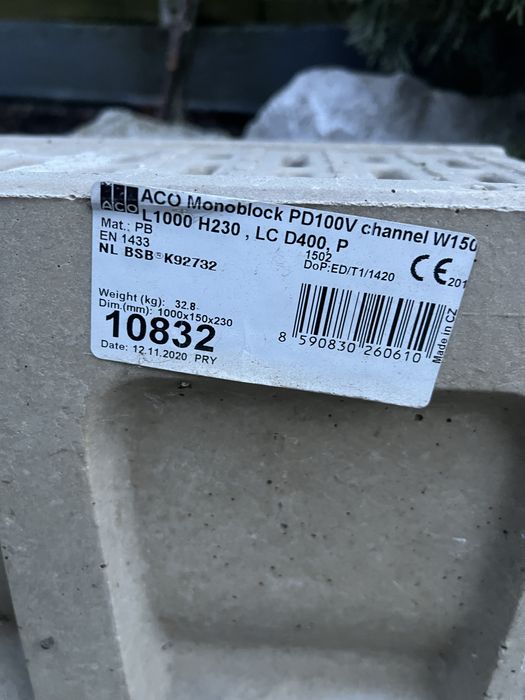 ACO
ACO Monoblock PD100V channel W150
L1000 H230 , LC D400, P
Mat.: PB
EN 1433
NL BSB® K92732
1502
DoP:ED/T1/1420
CE 201
Weight (kg): 32.8
Dim.(mm): 1000x150x230
10832
Date: 12.11.2020 PRY
8 590830 260610
Made in CZ